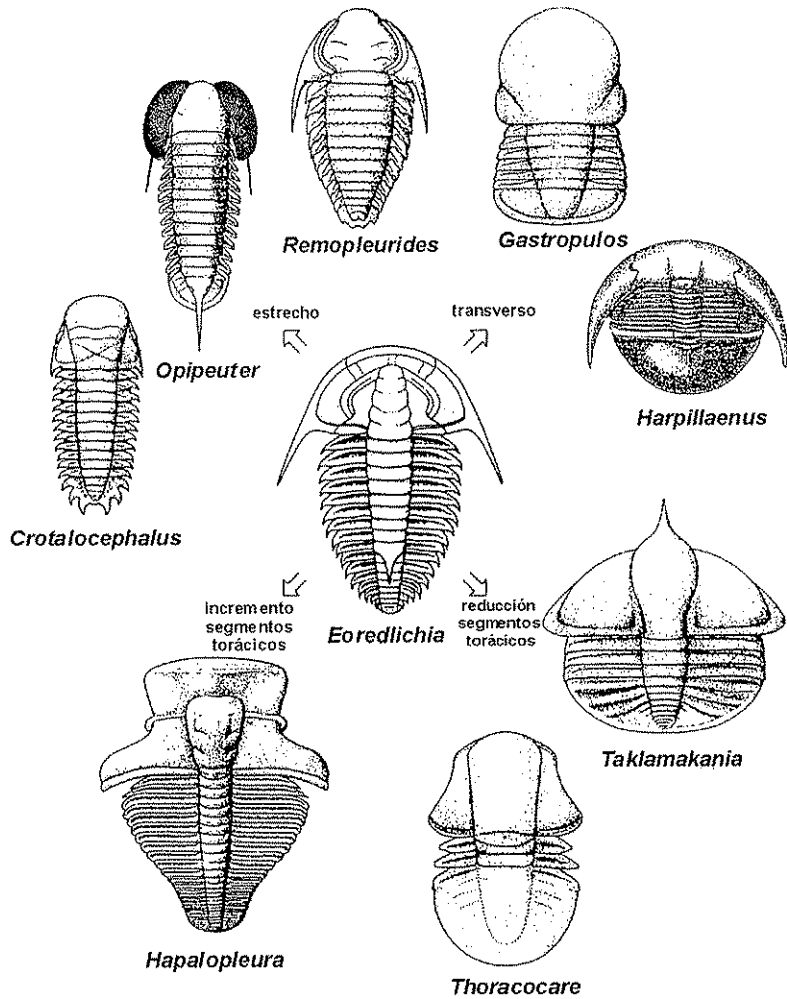 Remopleurides
Gastropulos
estrecho
transverso
Opipeuter
Harpillaenus
Crotalocephalus
incremento
segmentos
torácicos
Eoredlichia
reducción
segmentos
torácicos
Taklamakania
Hapalopleura
Thoracocare